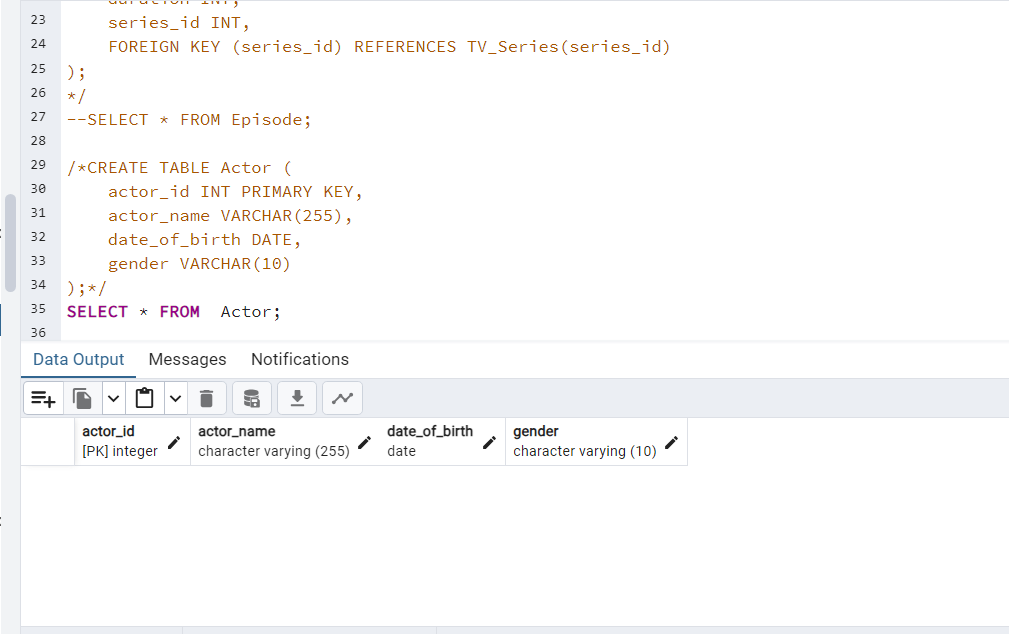 duration INT,
23 series_id INT,
24 FOREIGN KEY (series_id) REFERENCES TV_Series(series_id)
25 );
26 */
27 --SELECT * FROM Episode;
28
29 /*CREATE TABLE Actor (
30 actor_id INT PRIMARY KEY,
31 actor_name VARCHAR(255),
32 date_of_birth DATE,
33 gender VARCHAR(10)
34 );*/
35 SELECT * FROM  Actor;
36
Data Output Messages Notifications
actor_id actor_name date_of_birth gender
[PK] integer character varying (255) date character varying (10)